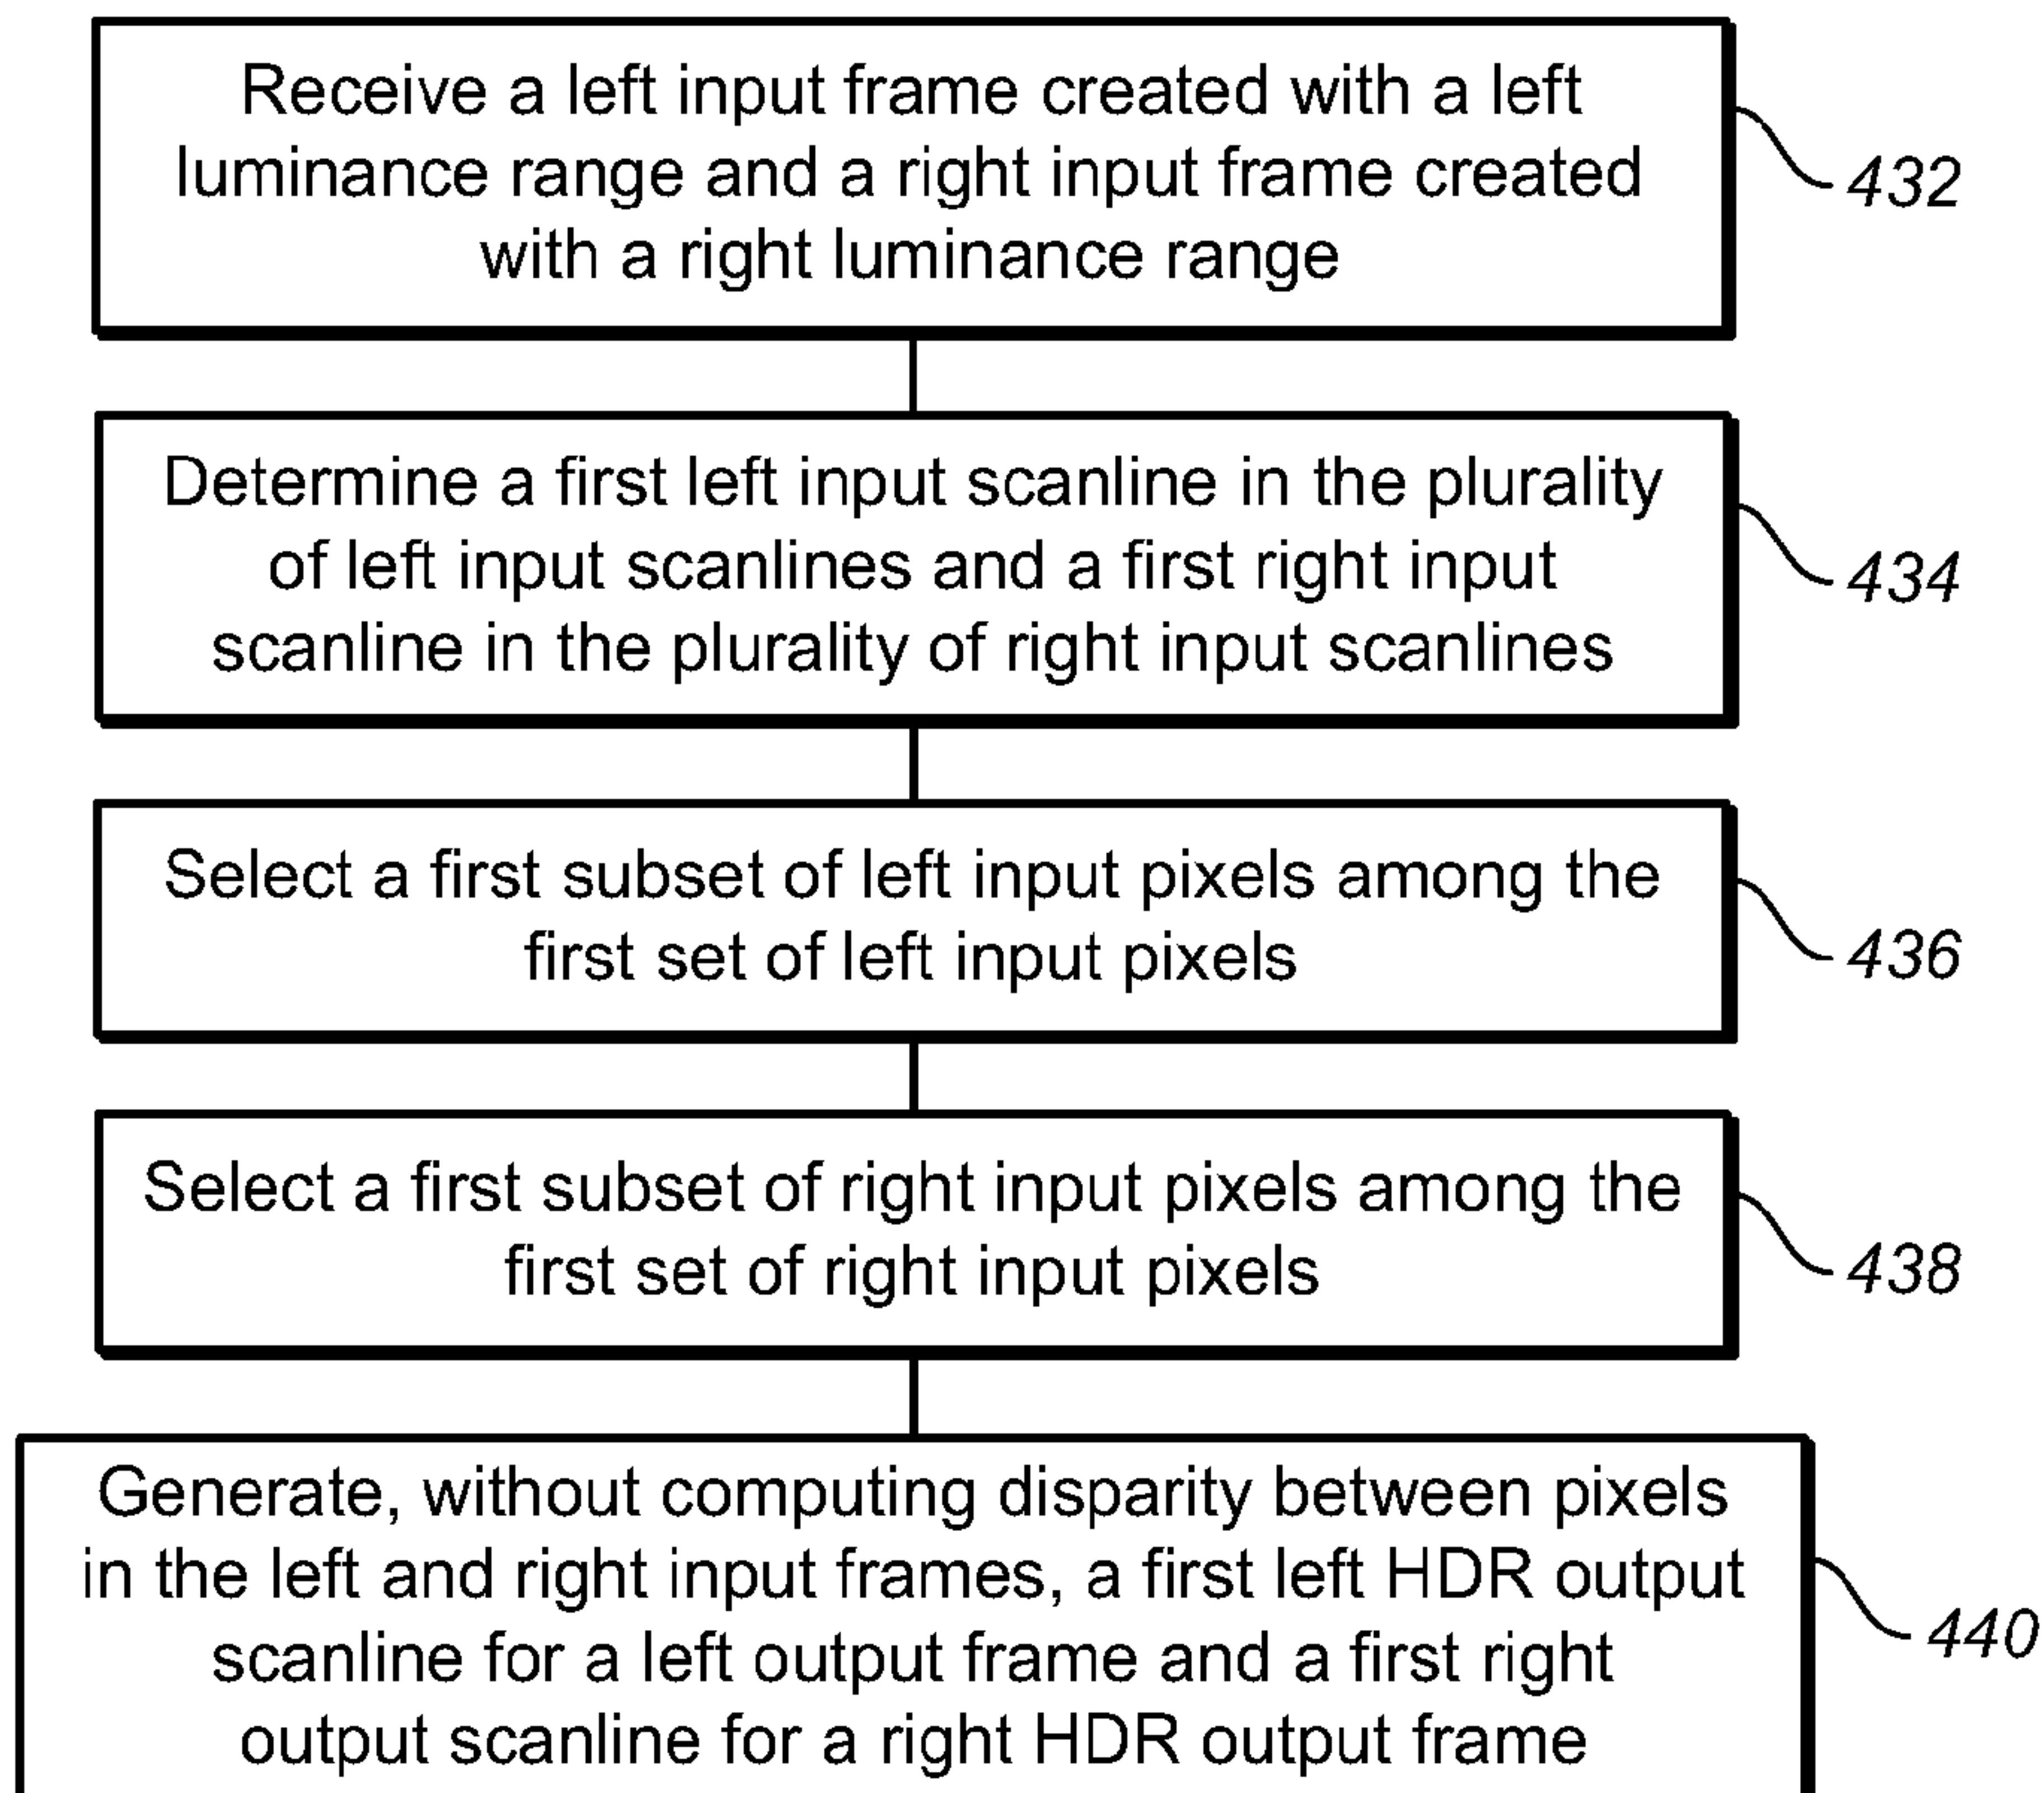 Receive a left input frame created with a left
luminance range and a right input frame created
with a right luminance range
432
Determine a first left input scanline in the plurality
of left input scanlines and a first right input
scanline in the plurality of right input scanlines
434
Select a first subset of left input pixels among the
first set of left input pixels
436
Select a first subset of right input pixels among the
first set of right input pixels
438
Generate, without computing disparity between pixels
in the left and right input frames, a first left HDR output
scanline for a left output frame and a first right
output scanline for a right HDR output frame
440